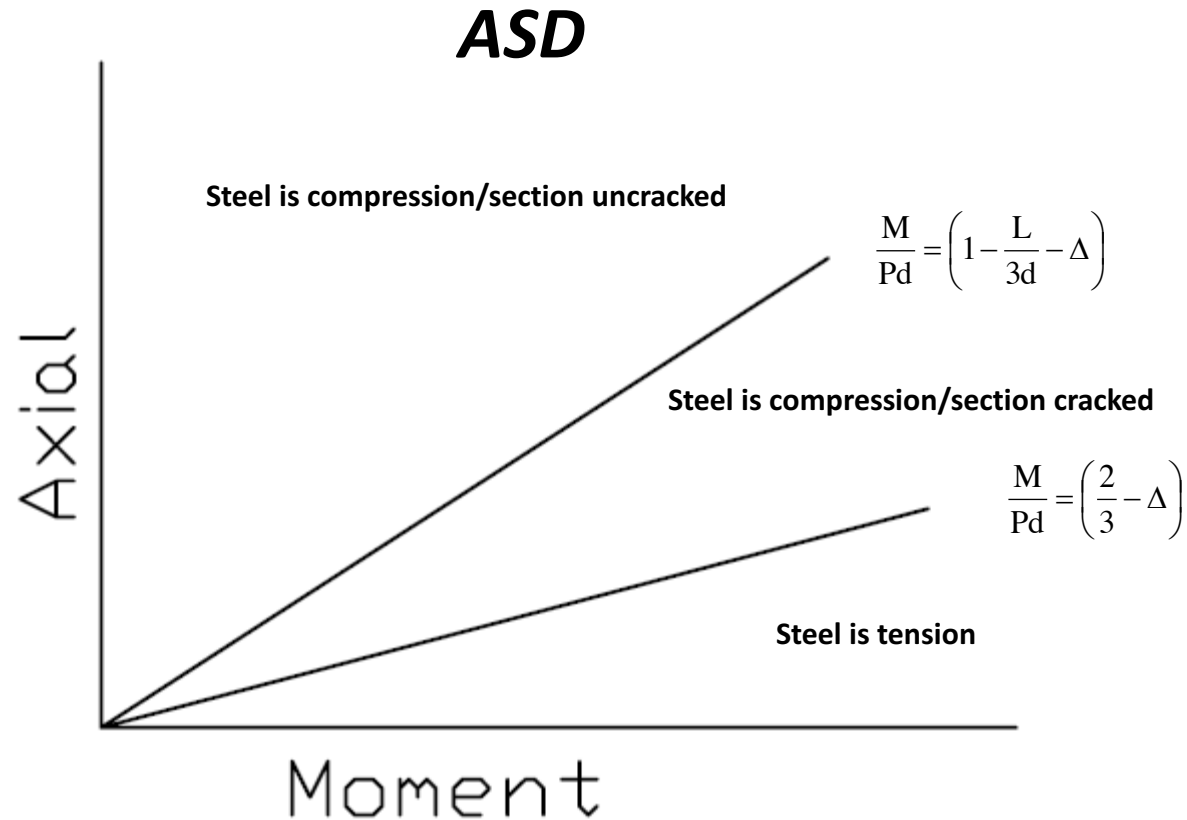 ASD
Steel is compression/section uncracked
M/Pd = (1 − L/3d − Δ)
Axial
Steel is compression/section cracked
M/Pd = (2/3 − Δ)
Steel is tension
Moment